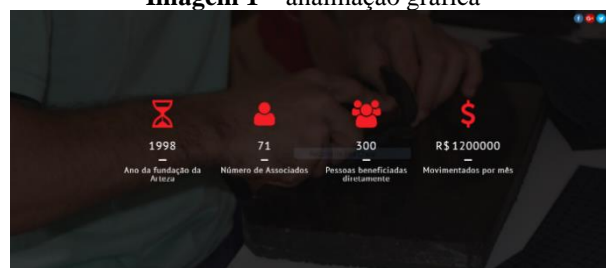 1998
Ano da fundação da
Arteza
71
Número de Associados
300
Pessoas beneficiadas
diretamente
R$ 1200000
Movimentados por mês